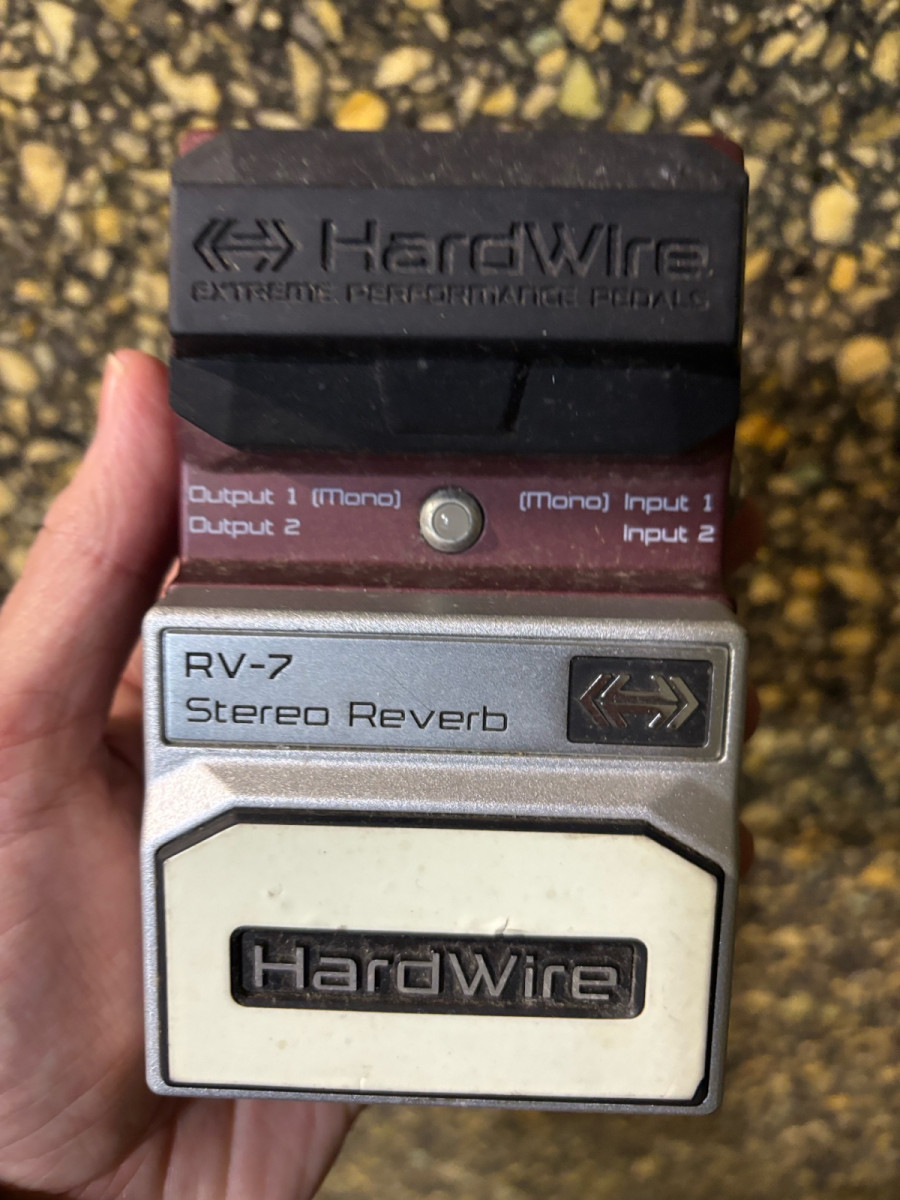 HardWire
EXTREME PERFORMANCE PEDALS
Output 1 (Mono) (Mono) Input 1
Output 2 Input 2
RV-7
Stereo Reverb
HardWire